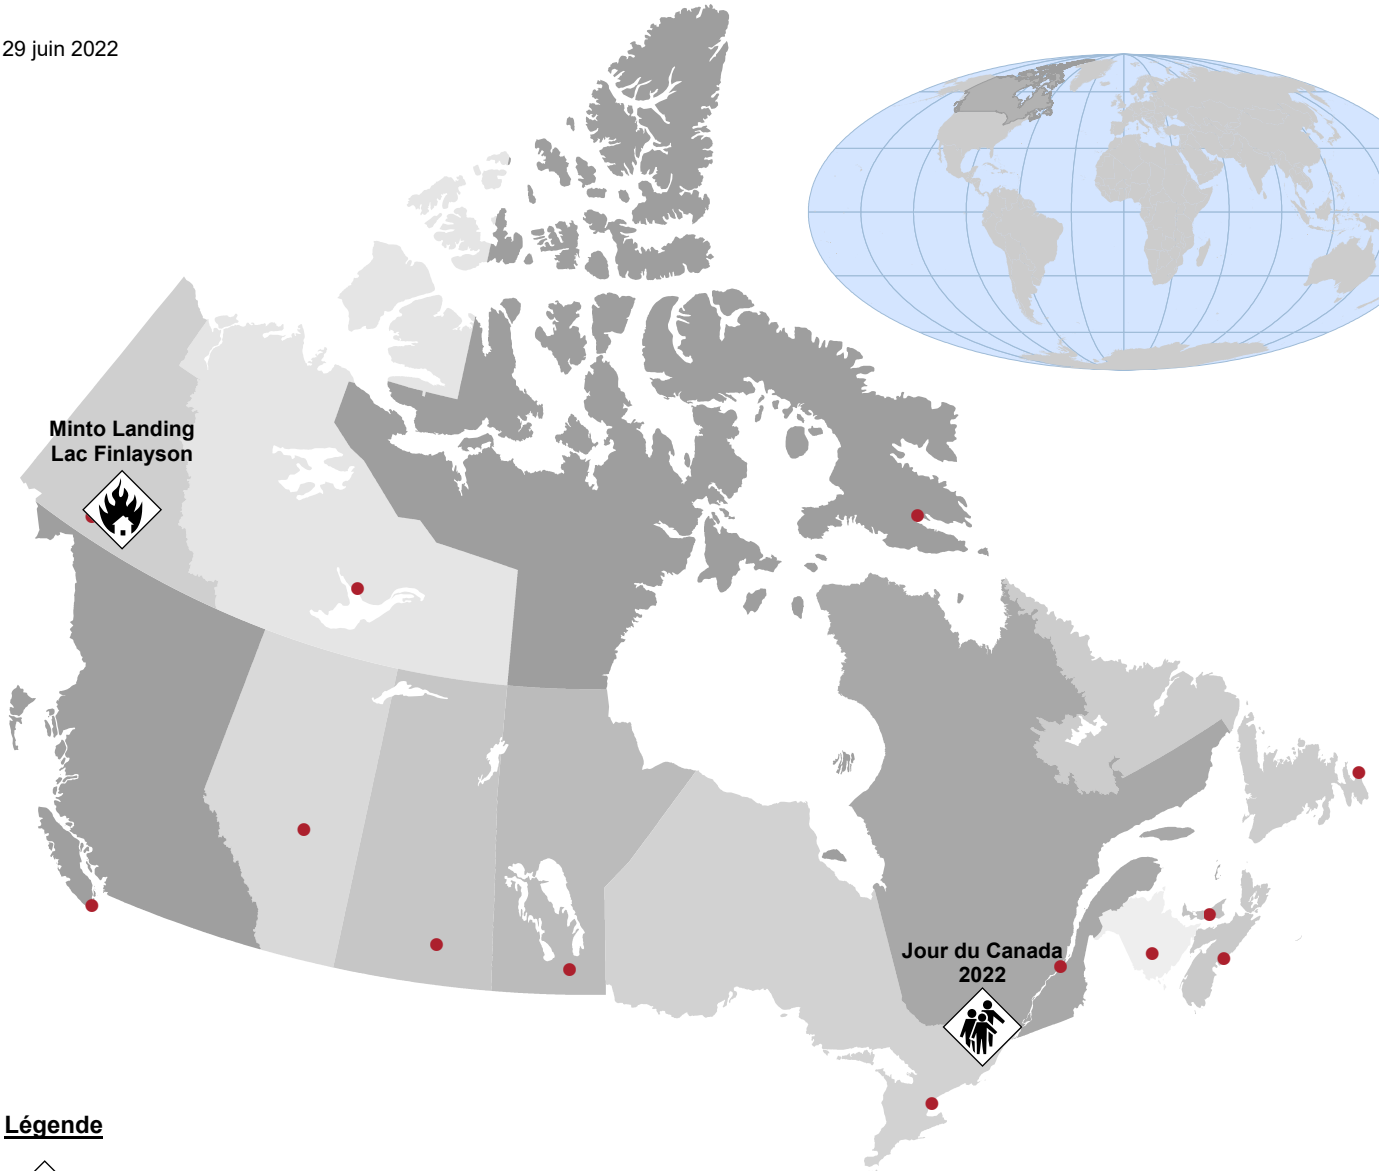 29 juin 2022
Minto Landing
Lac Finlayson
Jour du Canada
2022
Légende